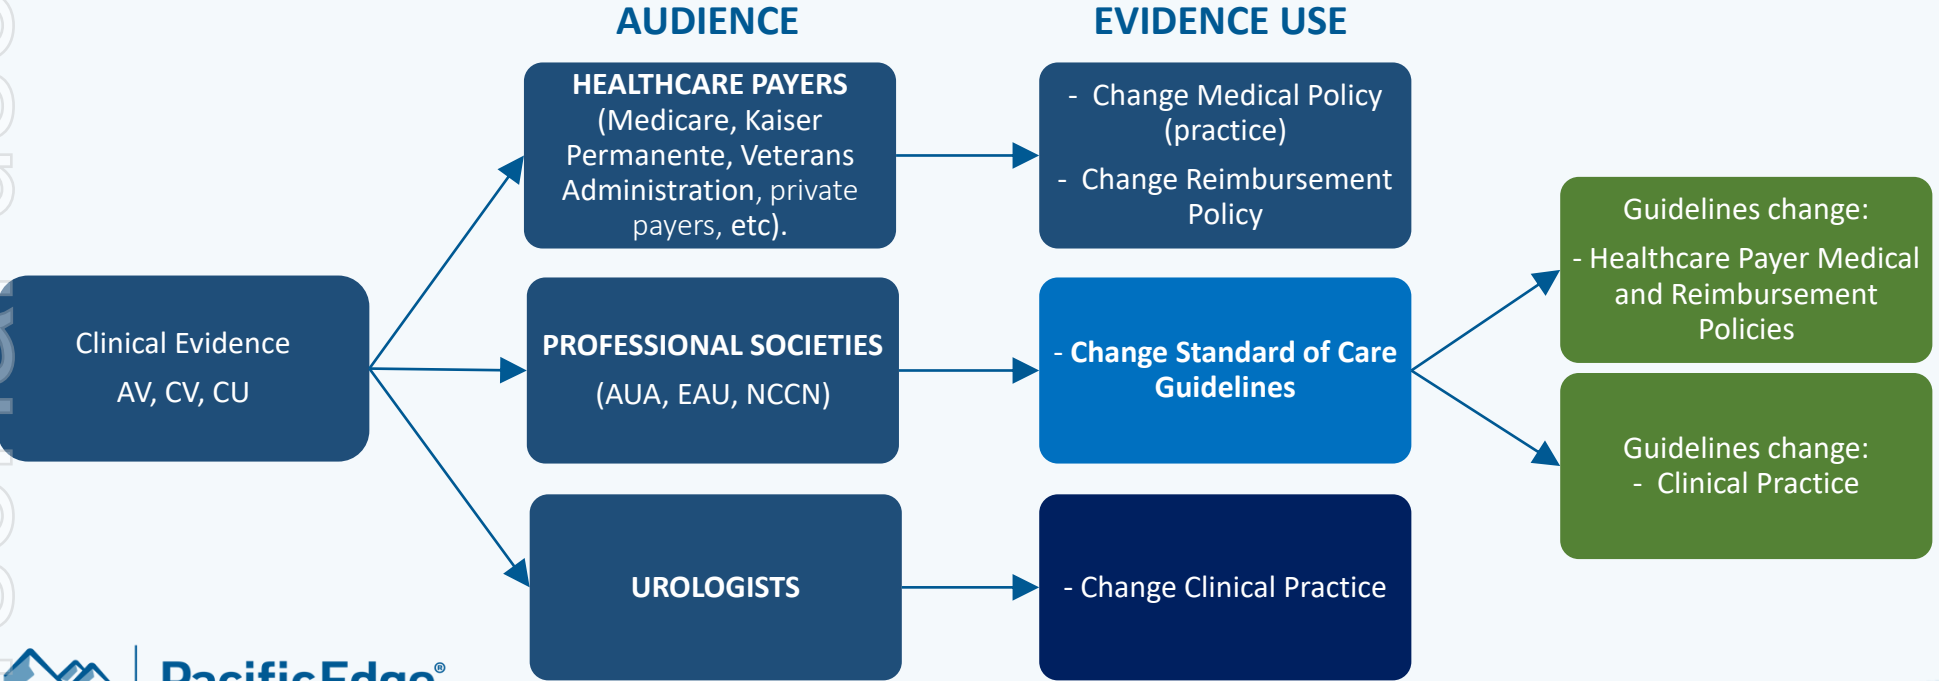 AUDIENCE
EVIDENCE USE
HEALTHCARE PAYERS
(Medicare, Kaiser
Permanente, Veterans
Administration, private
payers, etc).
- Change Medical Policy
(practice)
- Change Reimbursement
Policy
Guidelines change:
- Healthcare Payer Medical
and Reimbursement
Policies
Clinical Evidence
AV, CV, CU
PROFESSIONAL SOCIETIES
(AUA, EAU, NCCN)
- Change Standard of Care
Guidelines
Guidelines change:
- Clinical Practice
UROLOGISTS
- Change Clinical Practice
PacificEdge®